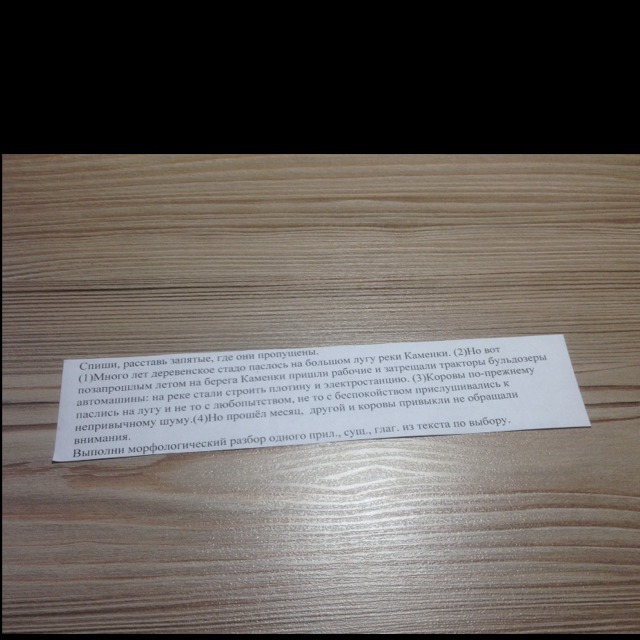 Спиши, расставь запятые, где они пропущены.
(1)Много лет деревенское стадо паслось на большом лугу реки Каменки. (2)Но вот
позапрошлым летом на берега Каменки пришли рабочие и затрещали тракторы бульдозеры
автомашины: на реке стали строить плотину и электростанцию. (3)Коровы по-прежнему
паслись на лугу и не то с любопытством, не то с беспокойством прислушивались к
непривычному шуму.(4)Но прошёл месяц, другой и коровы привыкли не обращали
внимания.
Выполни морфологический разбор одного прил., сущ., глаг. из текста по выбору.